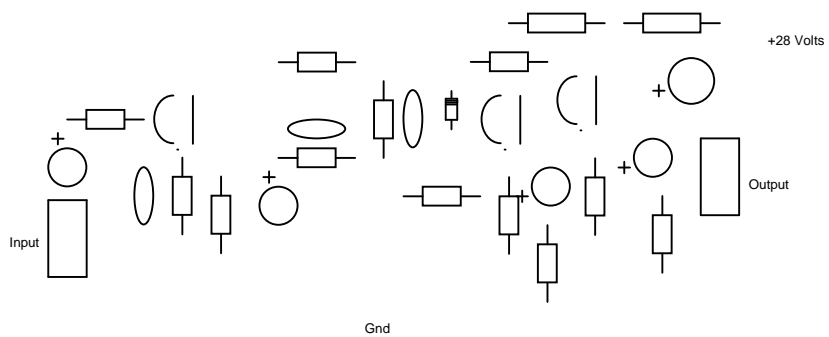 +28 Volts
+
+
+
+
+
+
Output
Input
Gnd